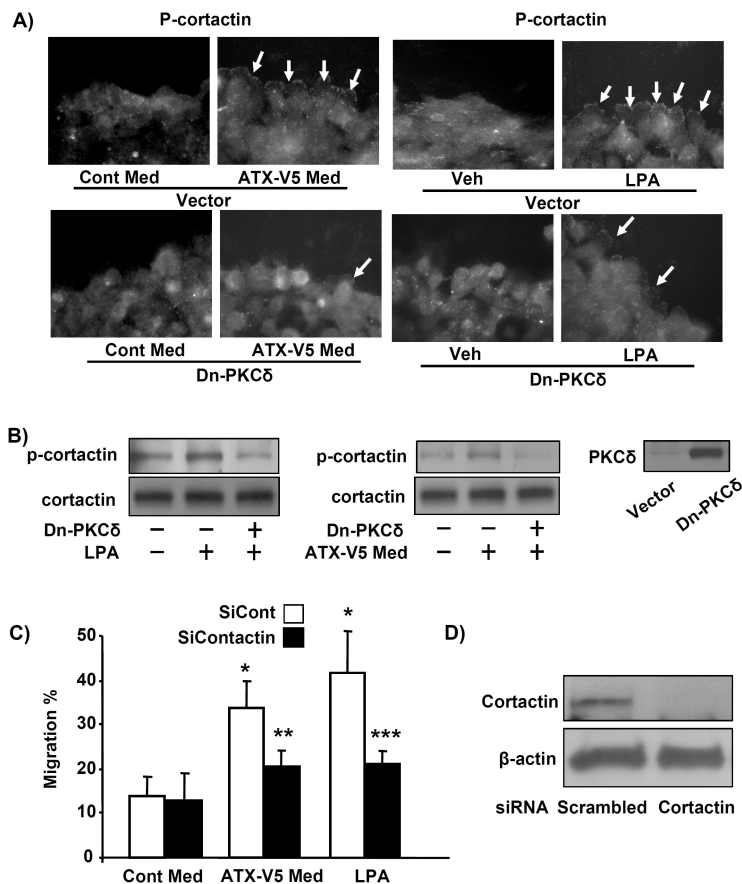 A)
P-cortactin
P-cortactin
Cont Med
ATX-V5 Med
Veh
LPA
Vector
Vector
Cont Med
ATX-V5 Med
Veh
LPA
Dn-PKCδ
Dn-PKCδ
B)
p-cortactin
cortactin
Dn-PKCδ − − +
LPA − + +
p-cortactin
cortactin
Dn-PKCδ − − +
ATX-V5 Med − + +
PKCδ
Vector
Dn-PKCδ
C)
SiCont
SiContactin
Migration %
50
40
30
20
10
0
*
**
*
***
Cont Med
ATX-V5 Med
LPA
D)
Cortactin
β-actin
siRNA Scrambled Cortactin